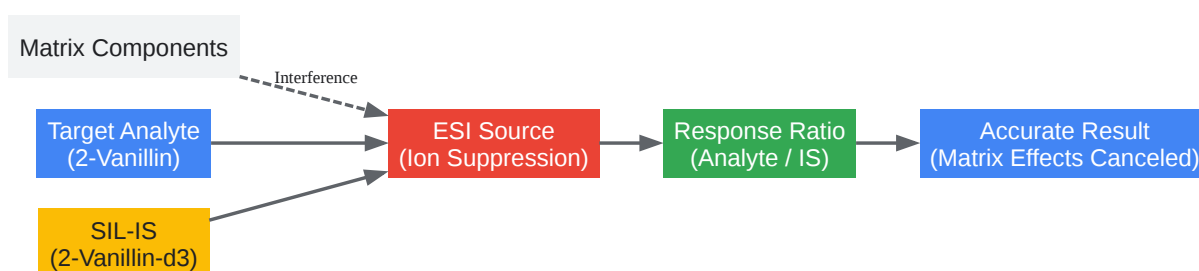 Matrix Components
Interference
Target Analyte
(2-Vanillin)
ESI Source
(Ion Suppression)
Response Ratio
(Analyte / IS)
Accurate Result
(Matrix Effects Canceled)
SIL-IS
(2-Vanillin-d3)